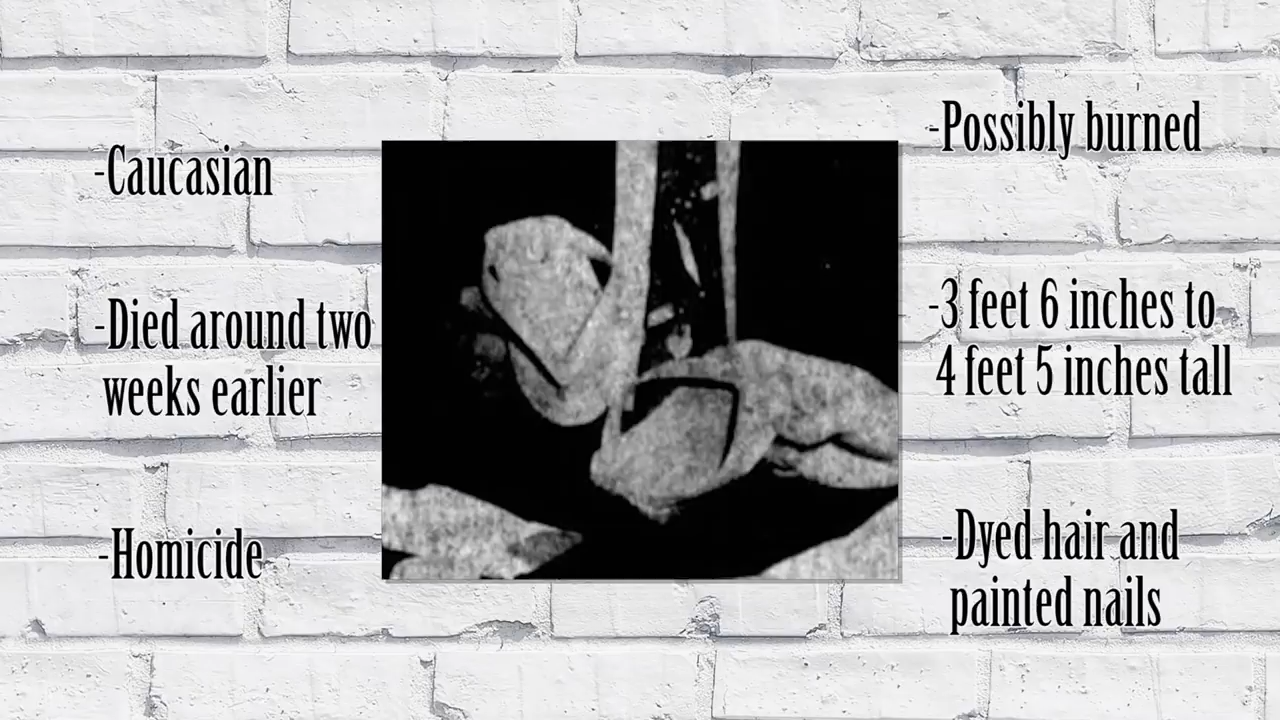 -Caucasian
-Died around two
weeks earlier
-Homicide
-Possibly burned
-3 feet 6 inches to
4 feet 5 inches tall
-Dyed hair and
painted nails